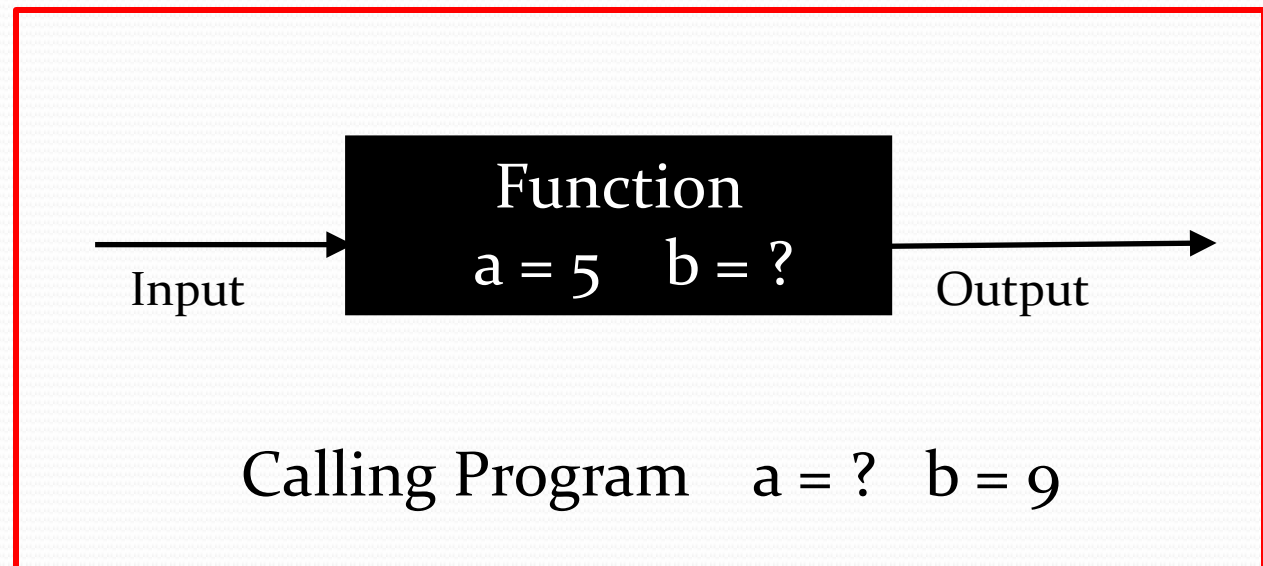 Function
a = 5 b = ?
Input
Output
Calling Program a = ? b = 9